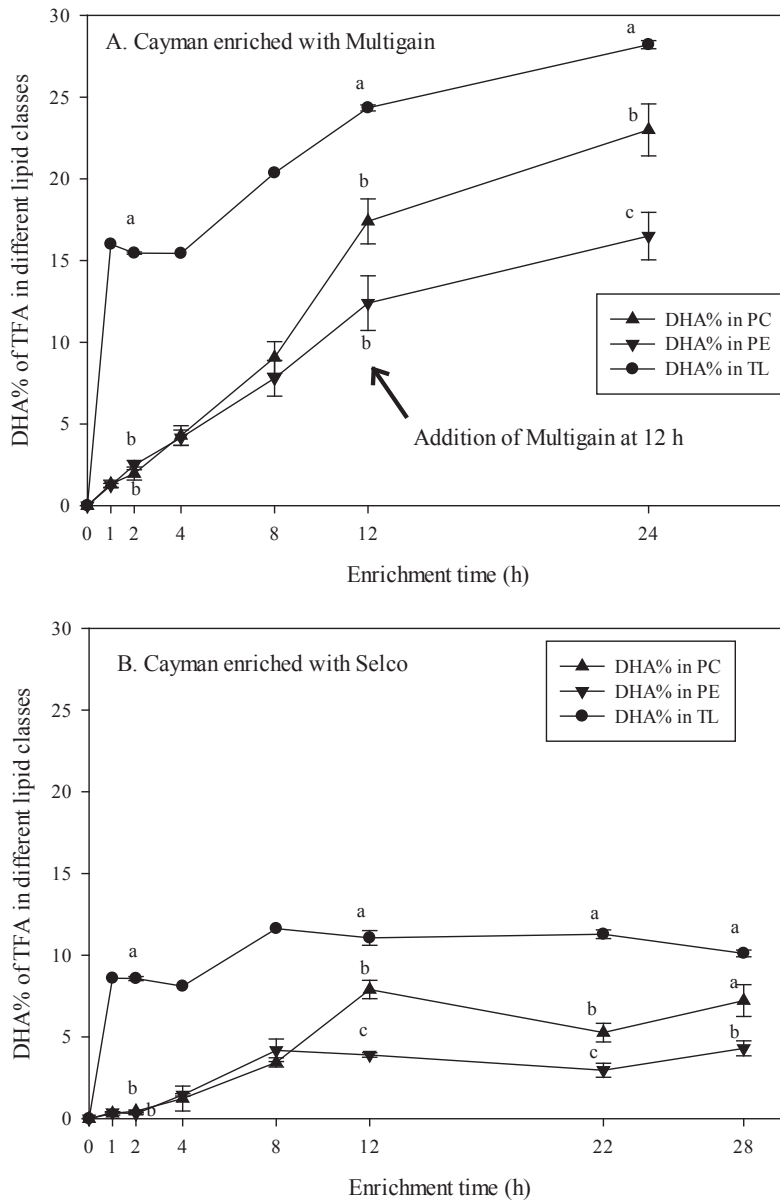 30
A. Cayman enriched with Multigain
a
25
a
b
20
b
c
15
a
DHA% in PC
DHA% in PE
DHA% in TL
10
b
5
b
Addition of Multigain at 12 h
b
0
0 1 2 4 8 12 24
Enrichment time (h)
DHA% of TFA in different lipid classes
30
B. Cayman enriched with Selco
DHA% in PC
DHA% in PE
DHA% in TL
25
20
15
a a
a a
10
b a
b
5
c b
c
b
b
0
0 1 2 4 8 12 22 28
Enrichment time (h)
DHA% of TFA in different lipid classes